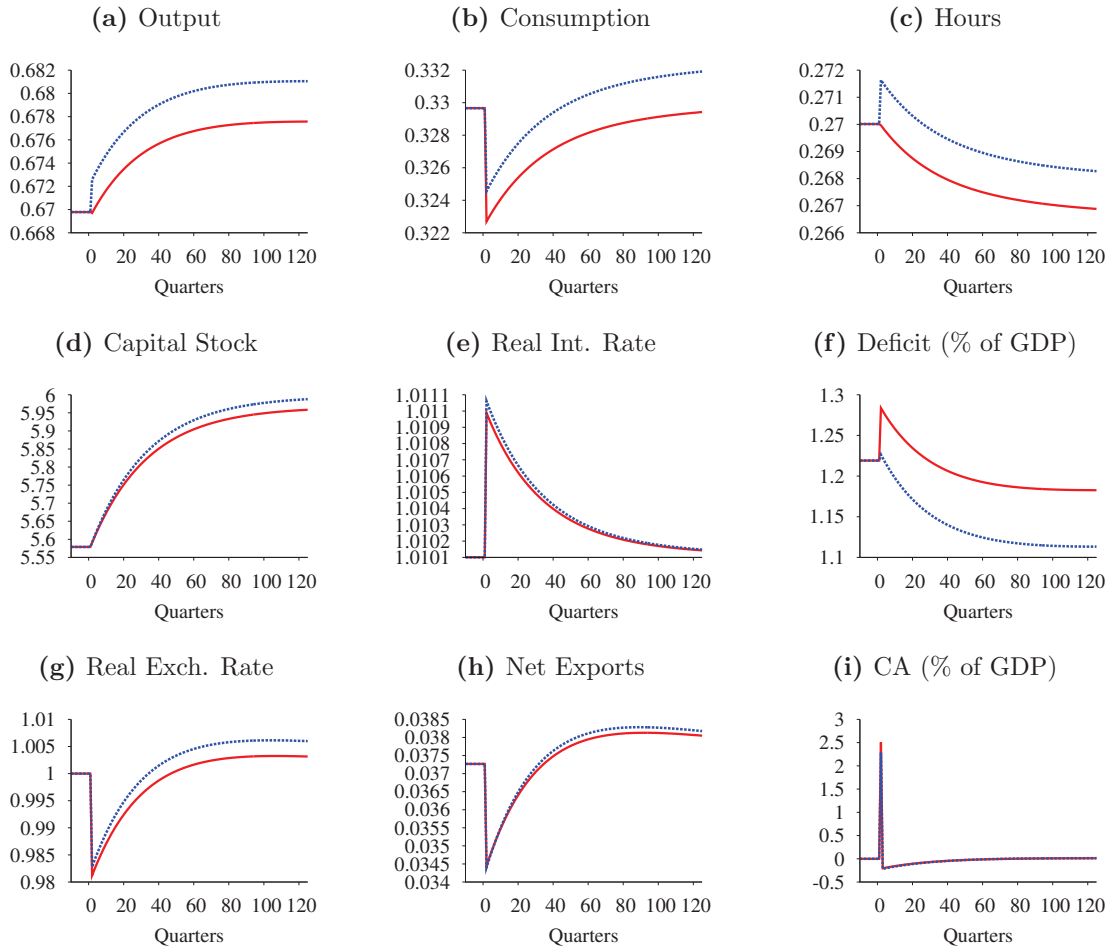 (a) Output
0.682
0.68
0.678
0.676
0.674
0.672
0.67
0.668
0 20 40 60 80 100 120
Quarters
(b) Consumption
0.332
0.33
0.328
0.326
0.324
0.322
0 20 40 60 80 100 120
Quarters
(c) Hours
0.272
0.271
0.27
0.269
0.268
0.267
0.266
0 20 40 60 80 100 120
Quarters
(d) Capital Stock
6
5.95
5.9
5.85
5.8
5.75
5.7
5.65
5.6
5.55
0 20 40 60 80 100 120
Quarters
(e) Real Int. Rate
1.0111
1.011
1.0109
1.0108
1.0106
1.0105
1.0104
1.0103
1.0102
1.0101
0 20 40 60 80 100 120
Quarters
(f) Deficit (% of GDP)
1.3
1.25
1.2
1.15
1.1
0 20 40 60 80 100 120
Quarters
(g) Real Exch. Rate
1.01
1.005
1
0.995
0.99
0.985
0.98
0 20 40 60 80 100 120
Quarters
(h) Net Exports
0.0385
0.038
0.0375
0.037
0.0365
0.036
0.0355
0.035
0.0345
0.034
0 20 40 60 80 100 120
Quarters
(i) CA (% of GDP)
3
2.5
2
1.5
1
0.5
0
-0.5
0 20 40 60 80 100 120
Quarters